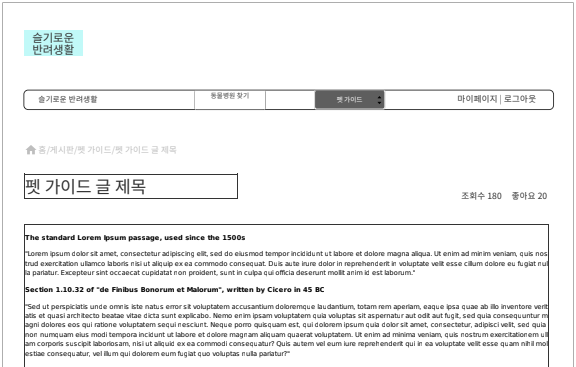 슬기로운
반려생활
슬기로운 반려생활
동물병원 찾기
펫 가이드
마이페이지 | 로그아웃
홈/게시판/펫 가이드/펫 가이드 글 제목
펫 가이드 글 제목
조회수 180 좋아요 20
The standard Lorem Ipsum passage, used since the 1500s
"Lorem ipsum dolor sit amet, consectetur adipiscing elit, sed do eiusmod tempor incididunt ut labore et dolore magna aliqua. Ut enim ad minim veniam, quis nos
trud exercitation ullamco laboris nisi ut aliquip ex ea commodo consequat. Duis aute irure dolor in reprehenderit in voluptate velit esse cillum dolore eu fugiat nul
la pariatur. Excepteur sint occaecat cupidatat non proident, sunt in culpa qui officia deserunt mollit anim id est laborum."
Section 1.10.32 of "de Finibus Bonorum et Malorum", written by Cicero in 45 BC
"Sed ut perspiciatis unde omnis iste natus error sit voluptatem accusantium doloremque laudantium, totam rem aperiam, eaque ipsa quae ab illo inventore verit
atis et quasi architecto beatae vitae dicta sunt explicabo. Nemo enim ipsam voluptatem quia voluptas sit aspernatur aut odit aut fugit, sed quia consequuntur m
agni dolores eos qui ratione voluptatem sequi nesciunt. Neque porro quisquam est, qui dolorem ipsum quia dolor sit amet, consectetur, adipisci velit, sed quia
non numquam eius modi tempora incidunt ut labore et dolore magnam aliquam quaerat voluptatem. Ut enim ad minima veniam, quis nostrum exercitationem ull
am corporis suscipit laboriosam, nisi ut aliquid ex ea commodi consequatur? Quis autem vel eum iure reprehenderit qui in ea voluptate velit esse quam nihil mol
estiae consequatur, vel illum qui dolorem eum fugiat quo voluptas nulla pariatur?"